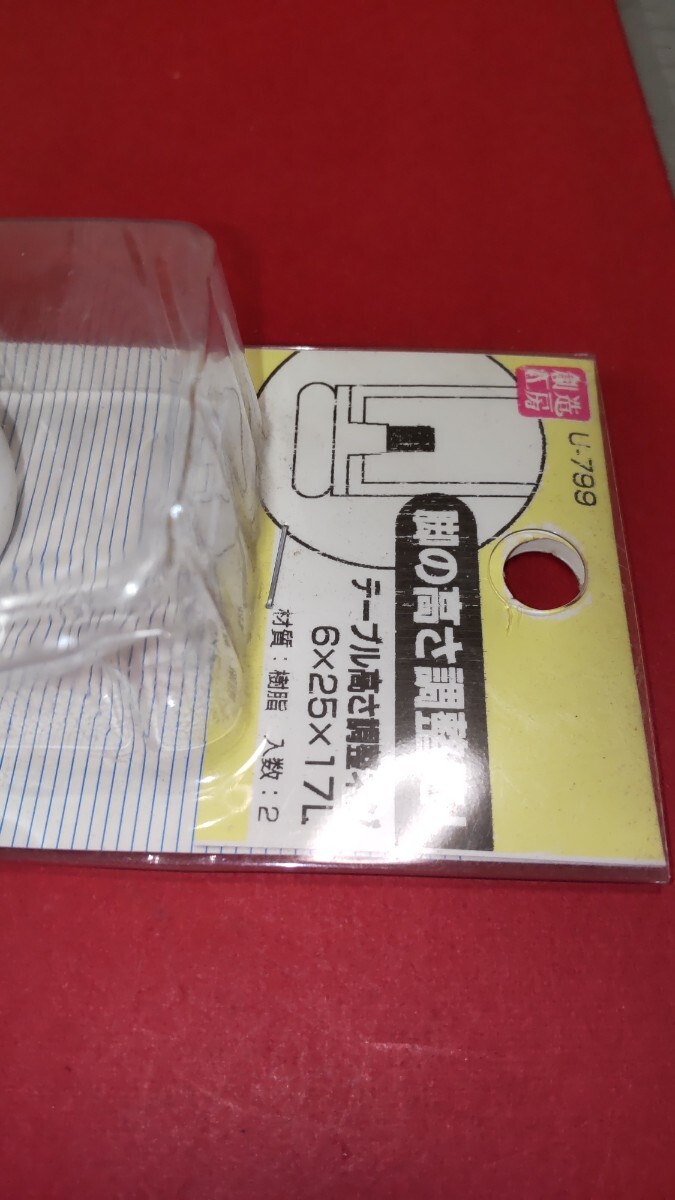 創造工房
U-799
脚の高さ調整
テーブル高さ調整
6×25×17L
材質:樹脂 入数:2